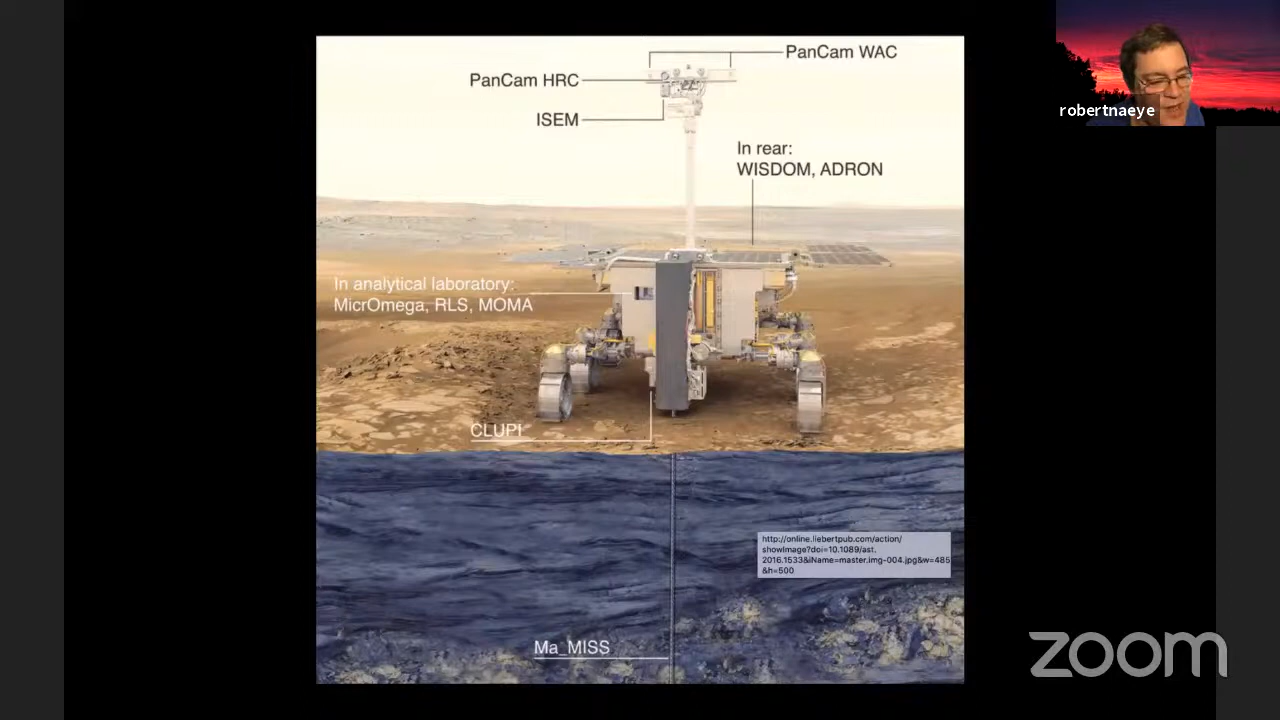 PanCam WAC
PanCam HRC
ISEM
robertnaeye
In rear:
WISDOM, ADRON
In analytical laboratory:
MicrOmega, RLS, MOMA
CLUPI
http://online.liebertpub.com/action/
showImage?doi=10.1089/ast.
2016.1533&iName=master.img-004.jpg&w=485
&h=500
Ma_MISS
zoom